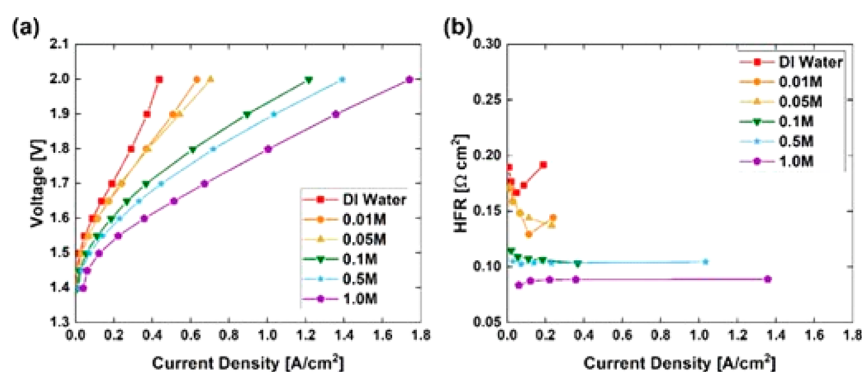 (a)
2.1
2.0
1.9
1.8
1.7
1.6
1.5
1.4
1.3
Voltage [V]
DI Water
0.01M
0.05M
0.1M
0.5M
1.0M
0.0 0.2 0.4 0.6 0.8 1.0 1.2 1.4 1.6 1.8
Current Density [A/cm²]
(b)
0.30
0.25
0.20
0.15
0.10
0.05
HFR [Ω cm²]
DI Water
0.01M
0.05M
0.1M
0.5M
1.0M
0.0 0.2 0.4 0.6 0.8 1.0 1.2 1.4 1.6 1.8
Current Density [A/cm²]